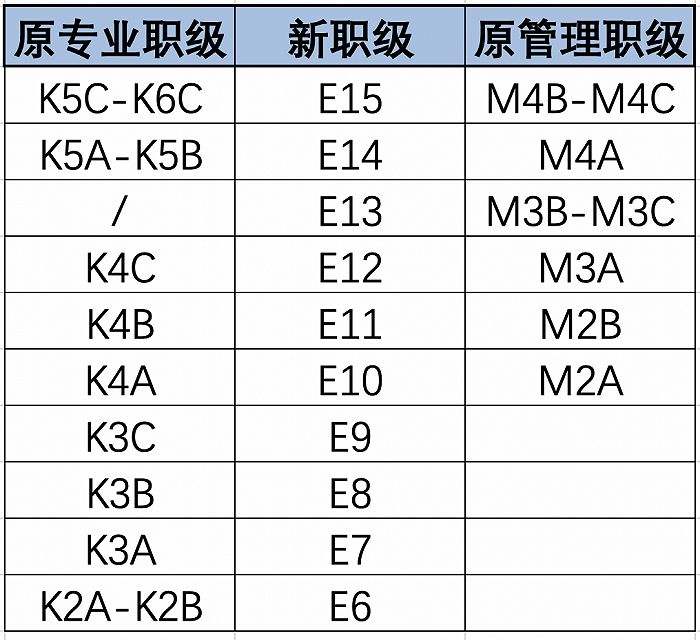 原专业职级 新职级 原管理职级
K5C-K6C E15 M4B-M4C
K5A-K5B E14 M4A
/ E13 M3B-M3C
K4C E12 M3A
K4B E11 M2B
K4A E10 M2A
K3C E9
K3B E8
K3A E7
K2A-K2B E6